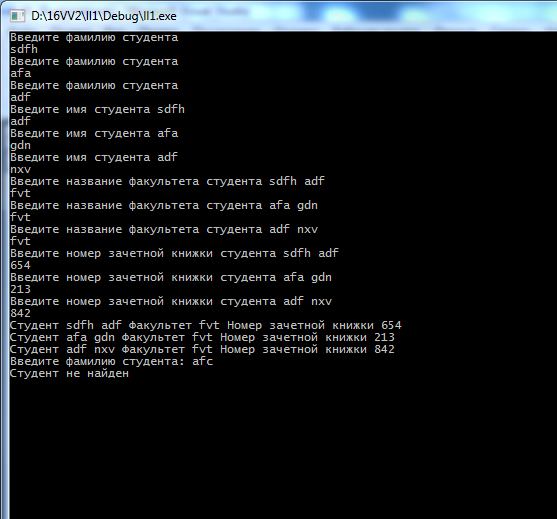 D:\16VV2\ll1\Debug\ll1.exe
Введите фамилию студента
sdfh
Введите фамилию студента
afa
Введите фамилию студента
adf
Введите имя студента sdfh
adf
Введите имя студента afa
gdn
Введите имя студента adf
nxv
Введите название факультета студента sdfh adf
fvt
Введите название факультета студента afa gdn
fvt
Введите название факультета студента adf nxv
fvt
Введите номер зачетной книжки студента sdfh adf
654
Введите номер зачетной книжки студента afa gdn
213
Введите номер зачетной книжки студента adf nxv
842
Студент sdfh adf Факультет fvt Номер зачетной книжки 654
Студент afa gdn Факультет fvt Номер зачетной книжки 213
Студент adf nxv Факультет fvt Номер зачетной книжки 842
Введите фамилию студента: afc
Студент не найден